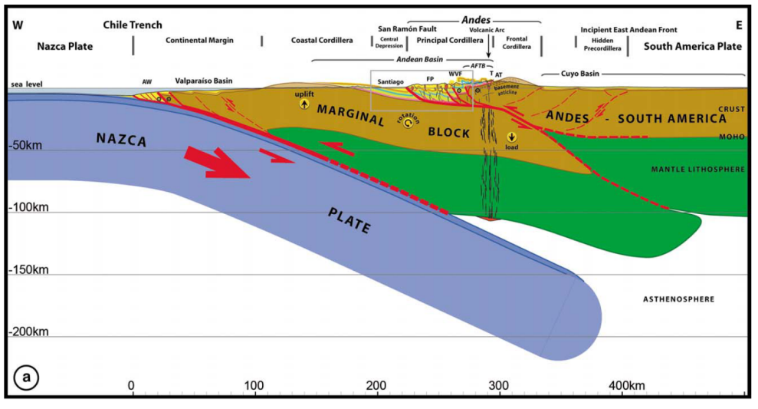 W
Chile Trench
Andes
E
San Ramón Fault
Volcanic Arc
Incipient East Andean Front
Nazca Plate
Continental Margin
Coastal Cordillera
Central
Depression
Principal Cordillera
Frontal
Cordillera
Hidden
Precordillera
South America Plate
Andean Basin
AFTB
Cuyo Basin
AW
Valparaíso Basin
Santiago
FP
WVF
T
AT
sea level
uplift
basement
rotation
load
MARGINAL
BLOCK
ANDES - SOUTH AMERICA
CRUST
MOHO
NAZCA
-50km
MANTLE LITHOSPHERE
-100km
PLATE
-150km
ASTHENOSPHERE
-200km
a
0
100
200
300
400km